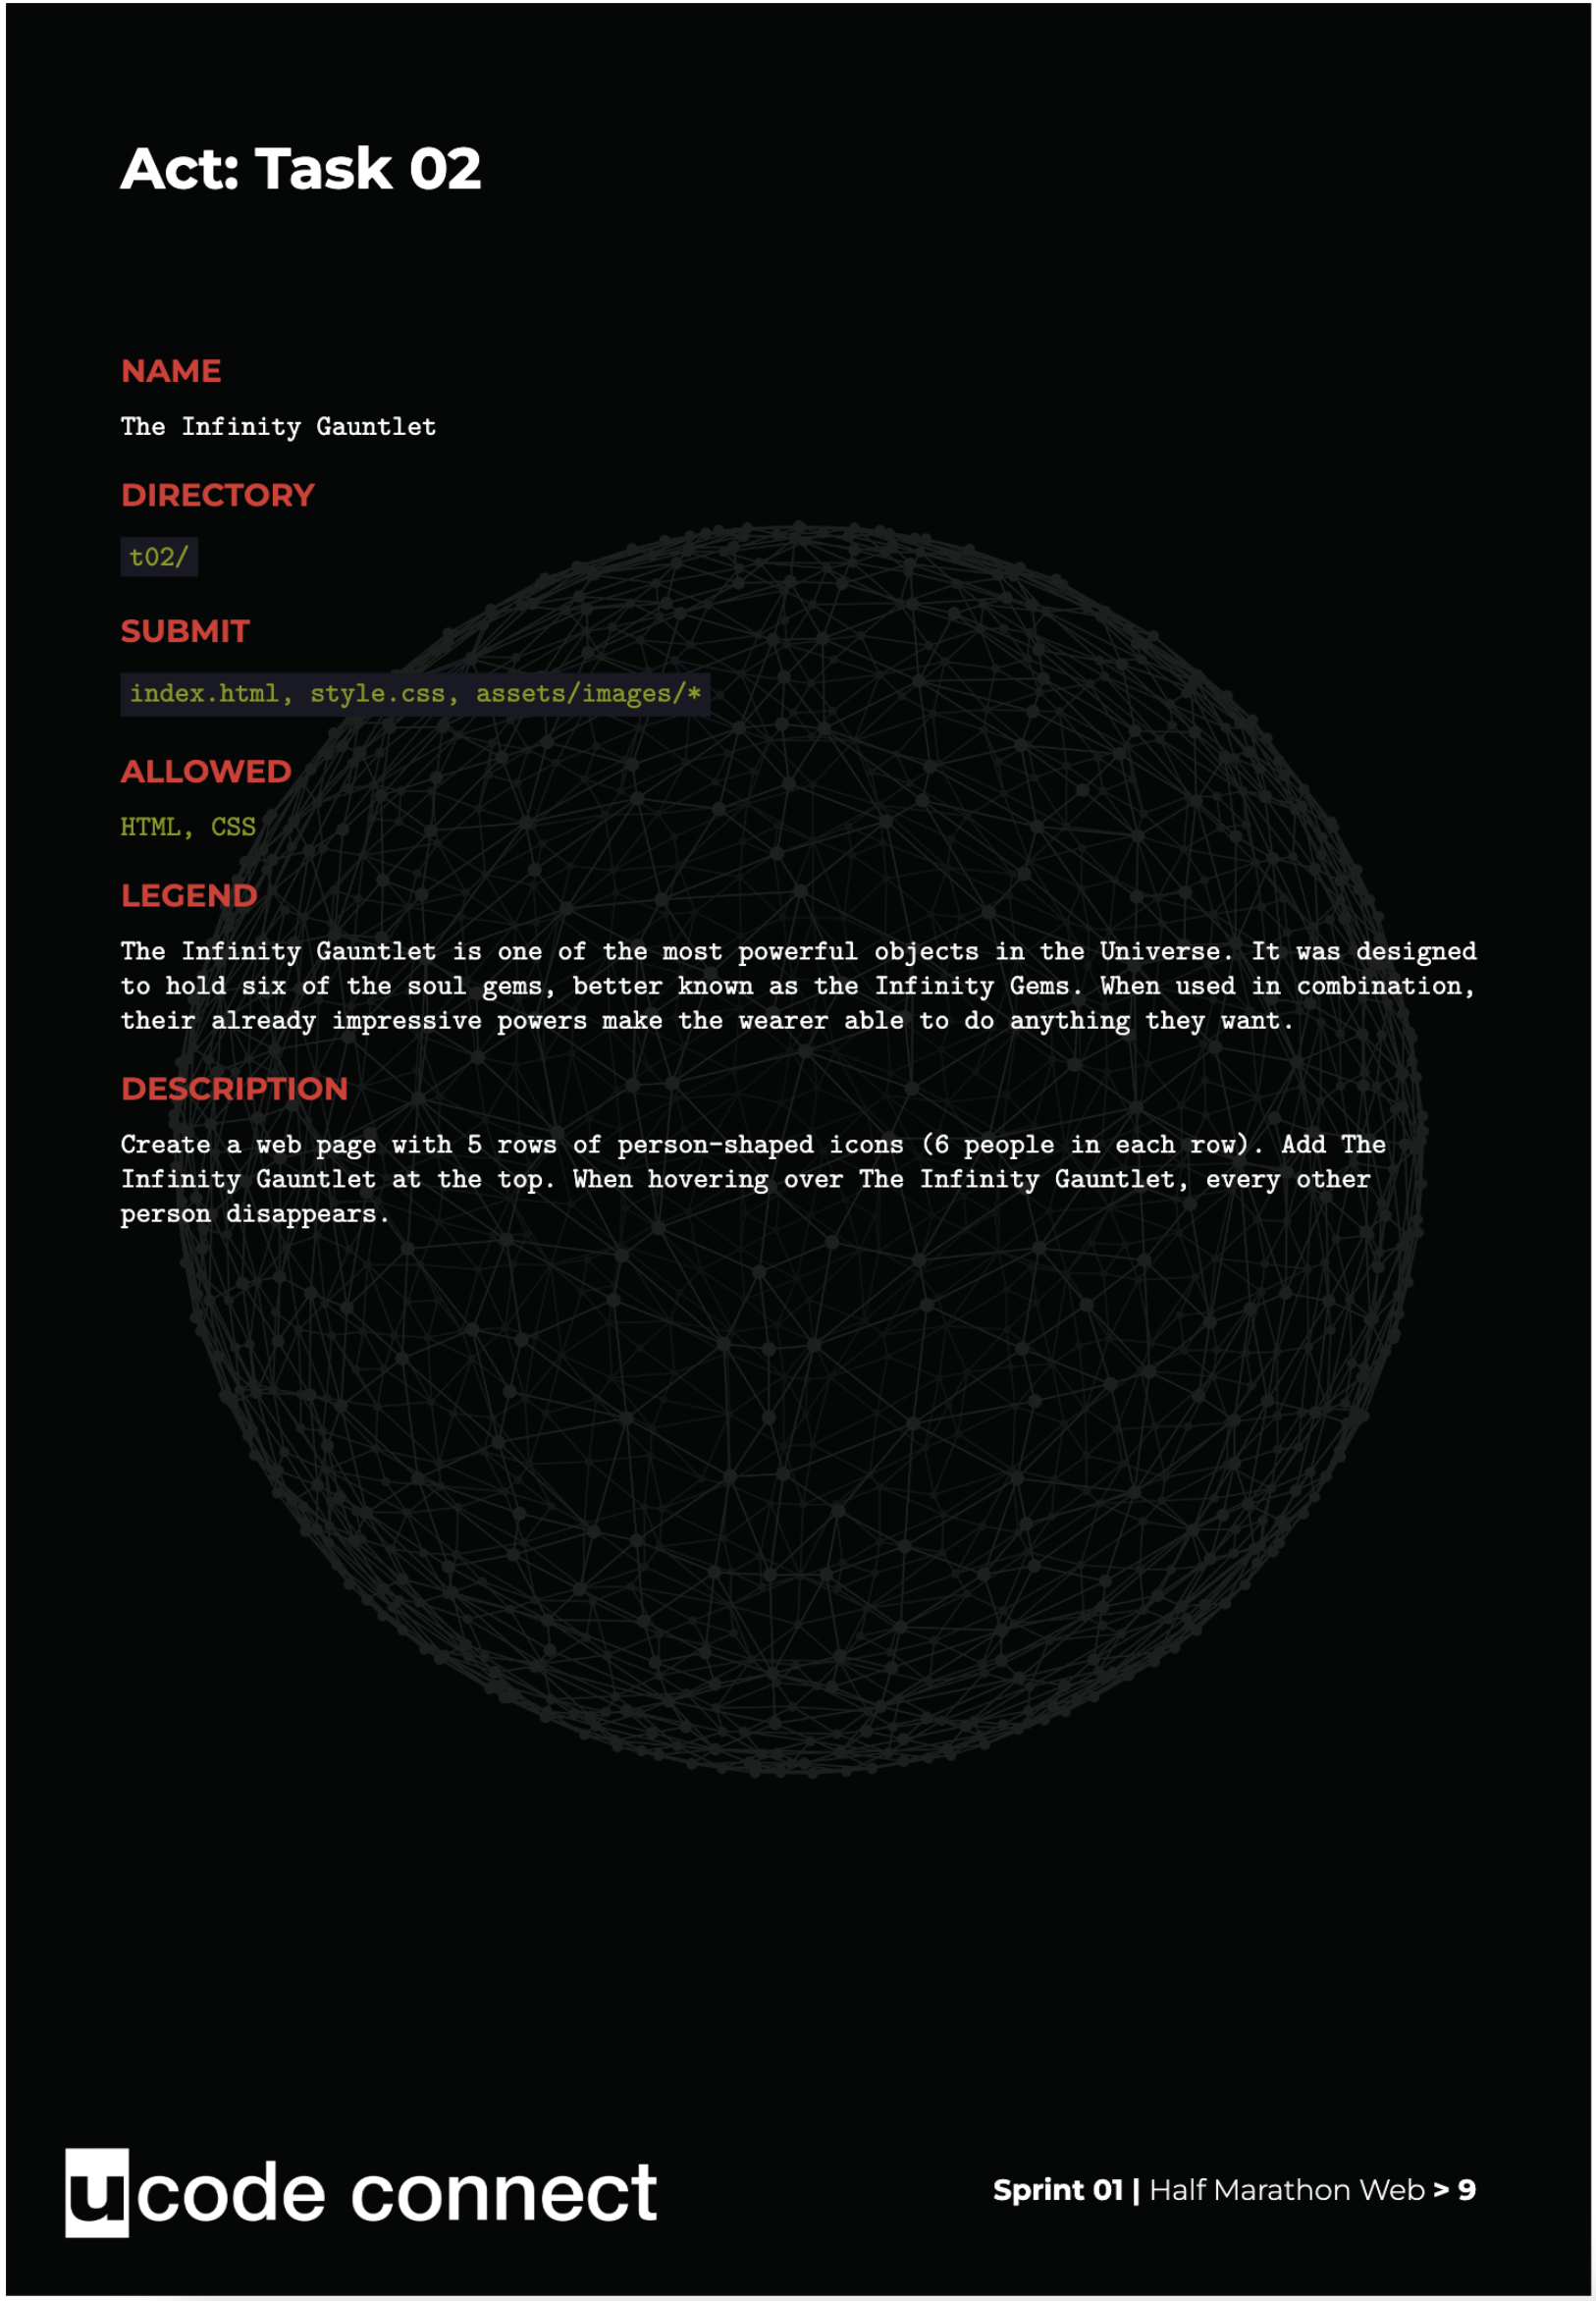 Act: Task 02
NAME
The Infinity Gauntlet
DIRECTORY
t02/
SUBMIT
index.html, style.css, assets/images/*
ALLOWED
HTML, CSS
LEGEND
The Infinity Gauntlet is one of the most powerful objects in the Universe. It was designed
to hold six of the soul gems, better known as the Infinity Gems. When used in combination,
their already impressive powers make the wearer able to do anything they want.
DESCRIPTION
Create a web page with 5 rows of person-shaped icons (6 people in each row). Add The
Infinity Gauntlet at the top. When hovering over The Infinity Gauntlet, every other
person disappears.
ucode connect
Sprint 01 | Half Marathon Web > 9